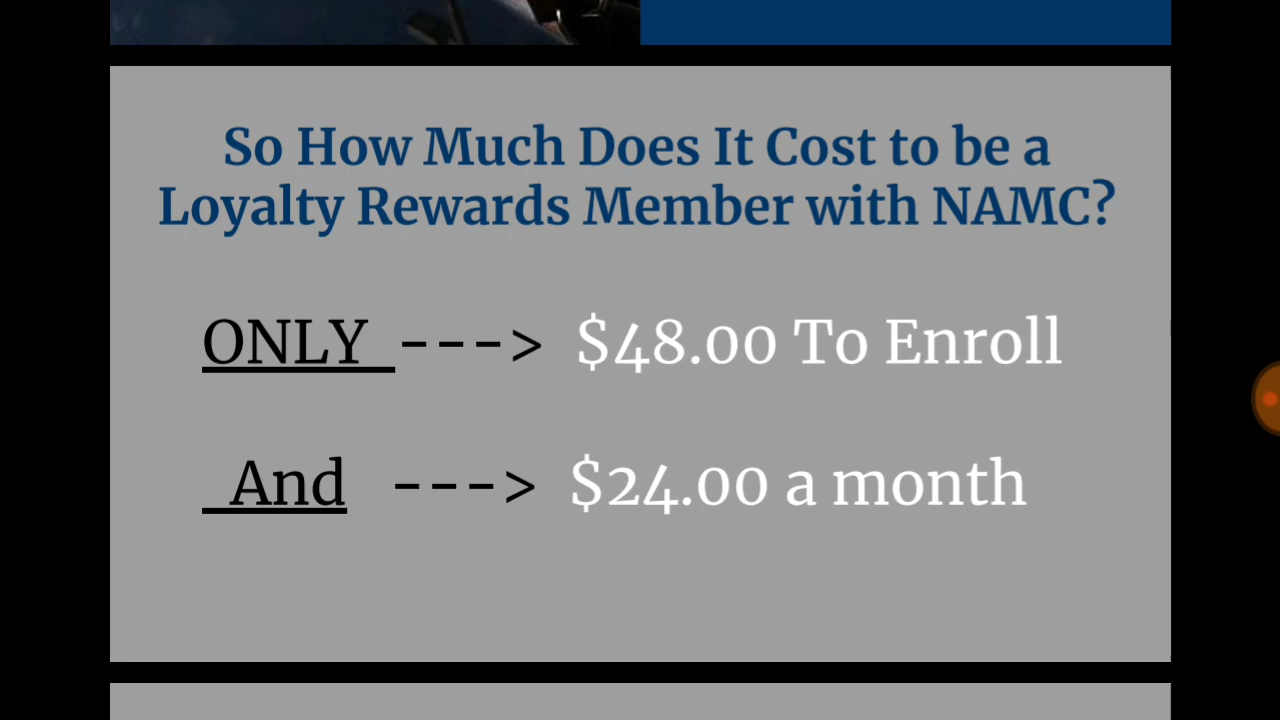 So How Much Does It Cost to be a
Loyalty Rewards Member with NAMC?
ONLY ---> $48.00 To Enroll
And ---> $24.00 a month